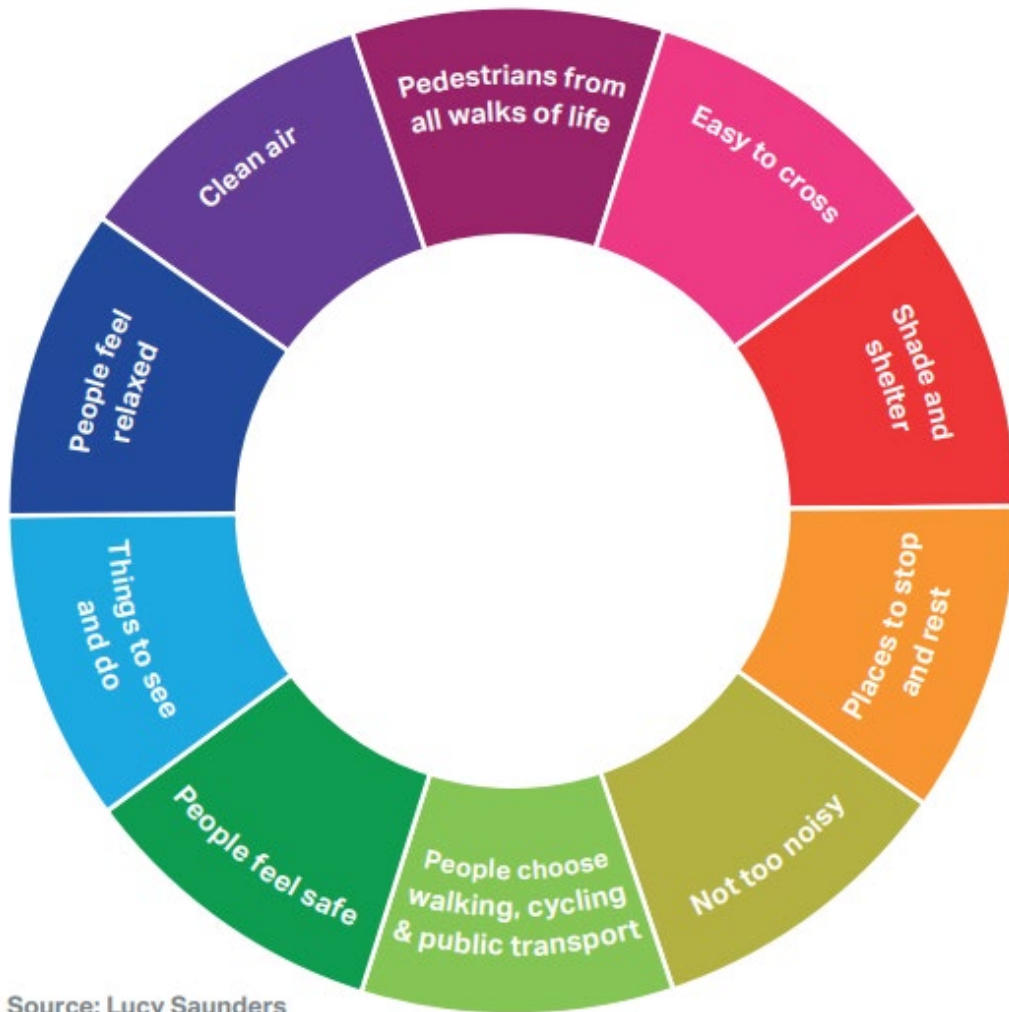 Pedestrians from
all walks of life
Easy to cross
Shade and
shelter
Places to stop
and rest
Not too noisy
People choose
walking, cycling
& public transport
People feel safe
Things to see
and do
People feel
relaxed
Clean air
Source: Lucy Saunders